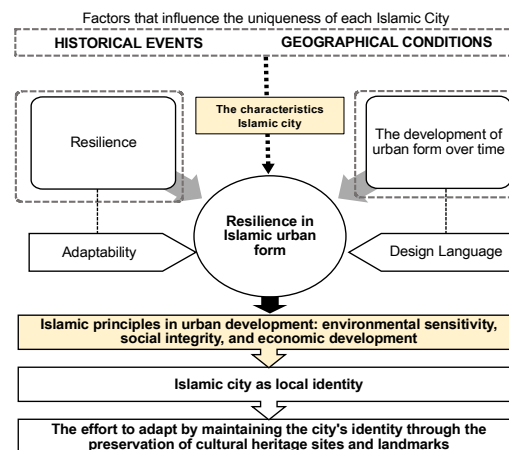 Factors that influence the uniqueness of each Islamic City
HISTORICAL EVENTS GEOGRAPHICAL CONDITIONS
The characteristics
Islamic city
Resilience
The development of
urban form over time
Resilience in
Islamic urban
form
Adaptability
Design Language
Islamic principles in urban development: environmental sensitivity,
social integrity, and economic development
Islamic city as local identity
The effort to adapt by maintaining the city's identity through the
preservation of cultural heritage sites and landmarks